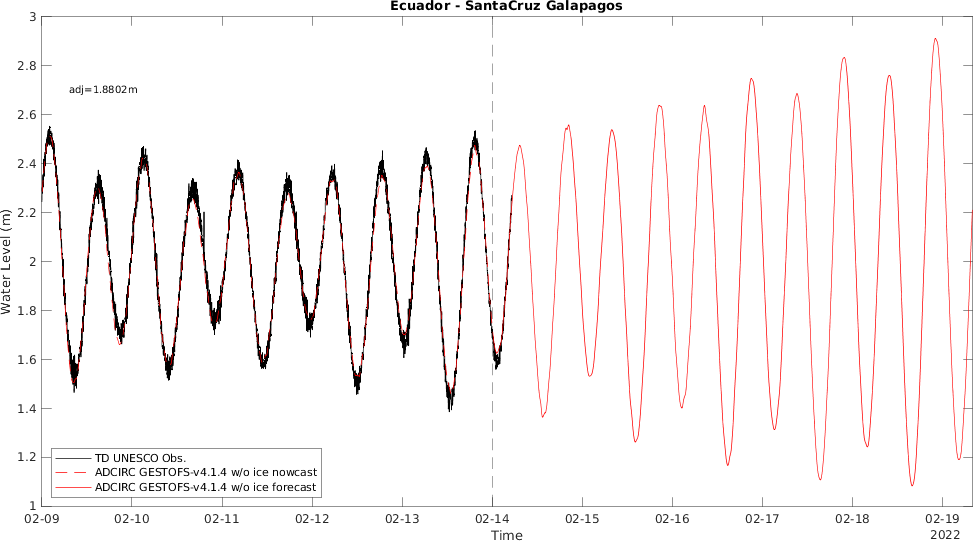 Ecuador - SantaCruz Galapagos
3
2.8
adj=1.8802m
2.6
2.4
2.2
2
1.8
1.6
1.4
1.2
1
Water Level (m)
TD UNESCO Obs.
ADCIRC GESTOFS-v4.1.4 w/o ice nowcast
ADCIRC GESTOFS-v4.1.4 w/o ice forecast
02-09 02-10 02-11 02-12 02-13 02-14 02-15 02-16 02-17 02-18 02-19
Time
2022